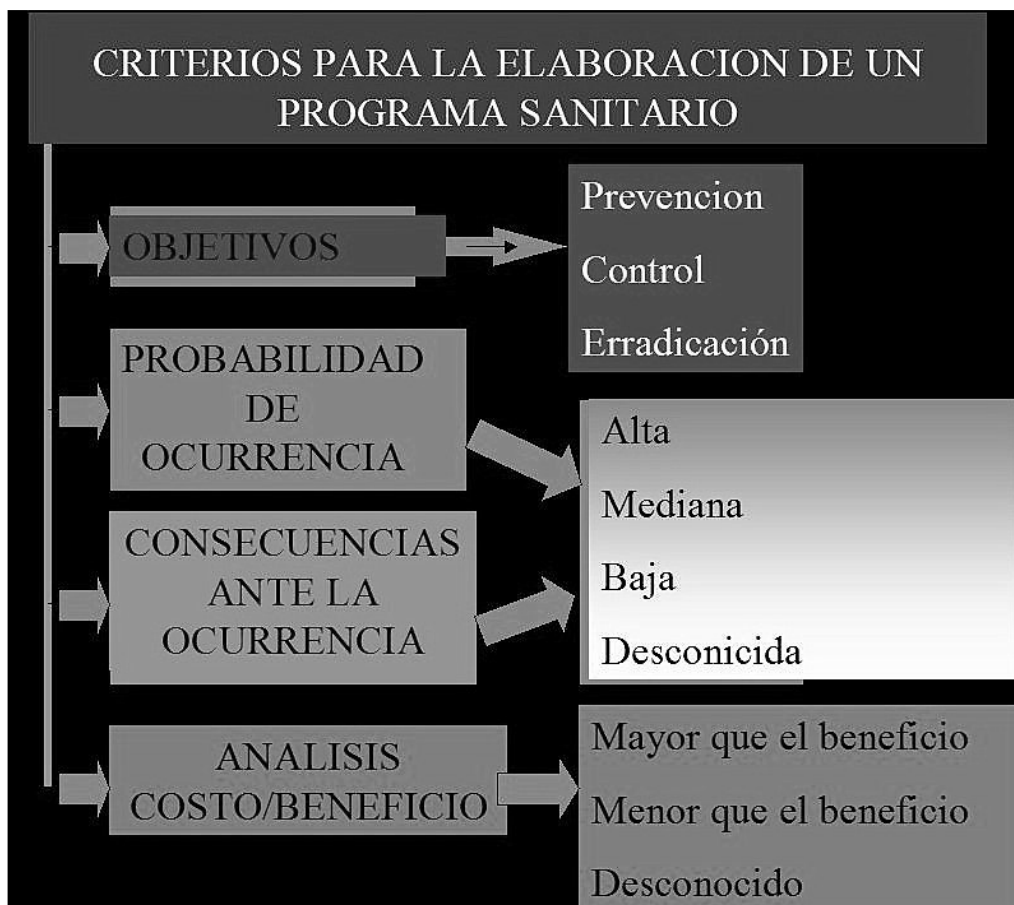 CRITERIOS PARA LA ELABORACION DE UN
PROGRAMA SANITARIO
OBJETIVOS
Prevencion
Control
Erradicación
PROBABILIDAD
DE
OCURRENCIA
CONSECUENCIAS
ANTE LA
OCURRENCIA
Alta
Mediana
Baja
Desconicida
ANALISIS
COSTO/BENEFICIO
Mayor que el beneficio
Menor que el beneficio
Desconocido